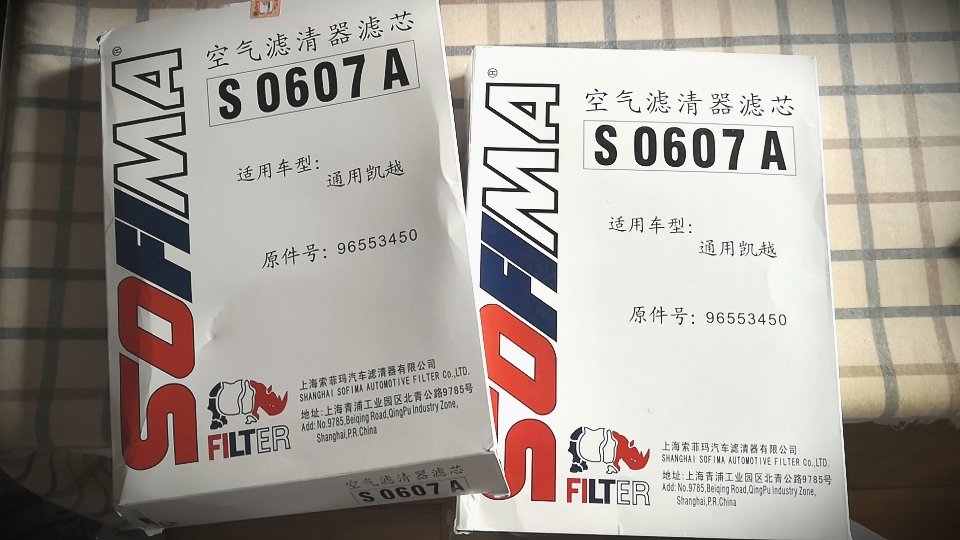 SOFIMA®
空气滤清器滤芯
S 0607 A
适用车型:
通用凯越
原件号: 96553450
FILTER
上海索菲玛汽车滤清器有限公司
SHANGHAI SOFIMA AUTOMOTIVE FILTER Co.,LTD.
地址:上海青浦工业园区北青公路9785号
Add: No.9785,Beiqing Road,QingPu Industry Zone,
Shanghai,P.R.China
空气滤清器滤芯
S 0607 A
SOFIMA®
空气滤清器滤芯
S 0607 A
适用车型:
通用凯越
原件号: 96553450
FILTER
上海索菲玛汽车滤清器有限公司
SHANGHAI SOFIMA AUTOMOTIVE FILTER Co.,LTD.
地址:上海青浦工业园区北青公路9785号
Add: No.9785,Beiqing Road,QingPu Industry Zone,
Shanghai,P.R.China